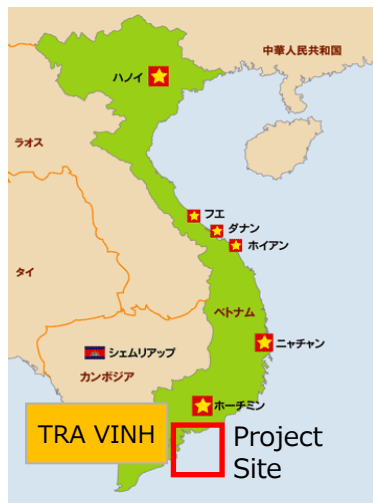 中華人民共和国
ハノイ
ラオス
フエ
ダナン
ホイアン
タイ
ベトナム
ニャチャン
シェムリアップ
カンボジア
ホーチミン
TRA VINH
Project
Site